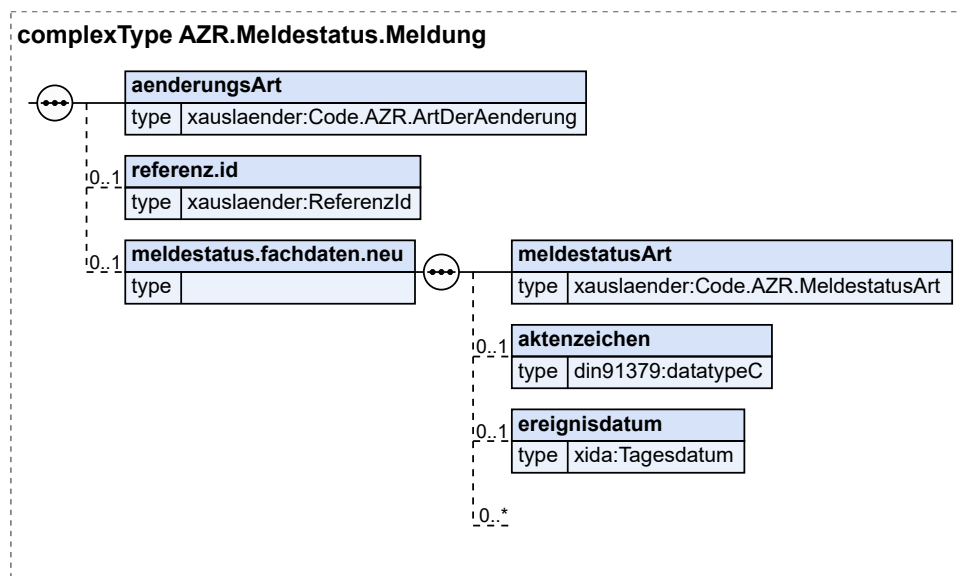 complexType AZR.Meldestatus.Meldung
aenderungsArt
type xauslaender:Code.AZR.ArtDerAenderung
0..1 referenz.id
type xauslaender:ReferenzId
0..1 meldestatus.fachdaten.neu
type
meldestatusArt
type xauslaender:Code.AZR.MeldestatusArt
0..1 aktenzeichen
type din91379:datatypeC
0..1 ereignisdatum
type xida:Tagesdatum
0..*